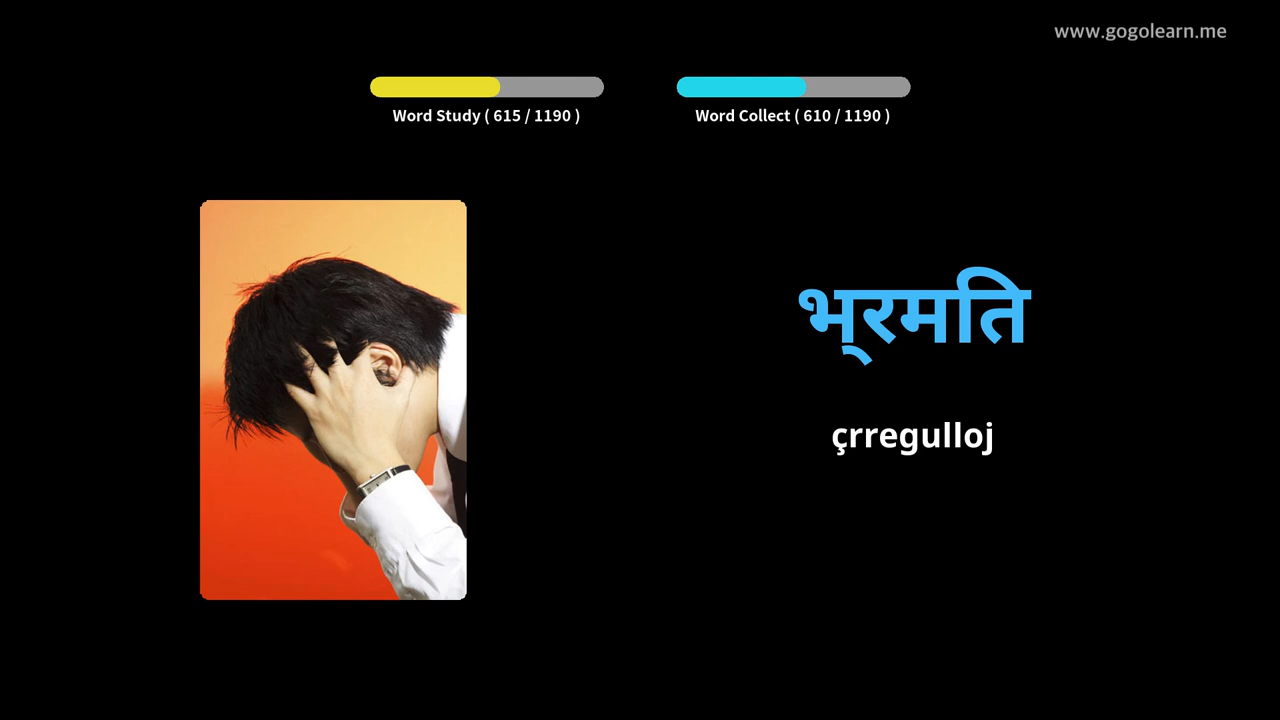 www.gogolearn.me
Word Study ( 615 / 1190 )
Word Collect ( 610 / 1190 )
भ्रमति
çrregulloj